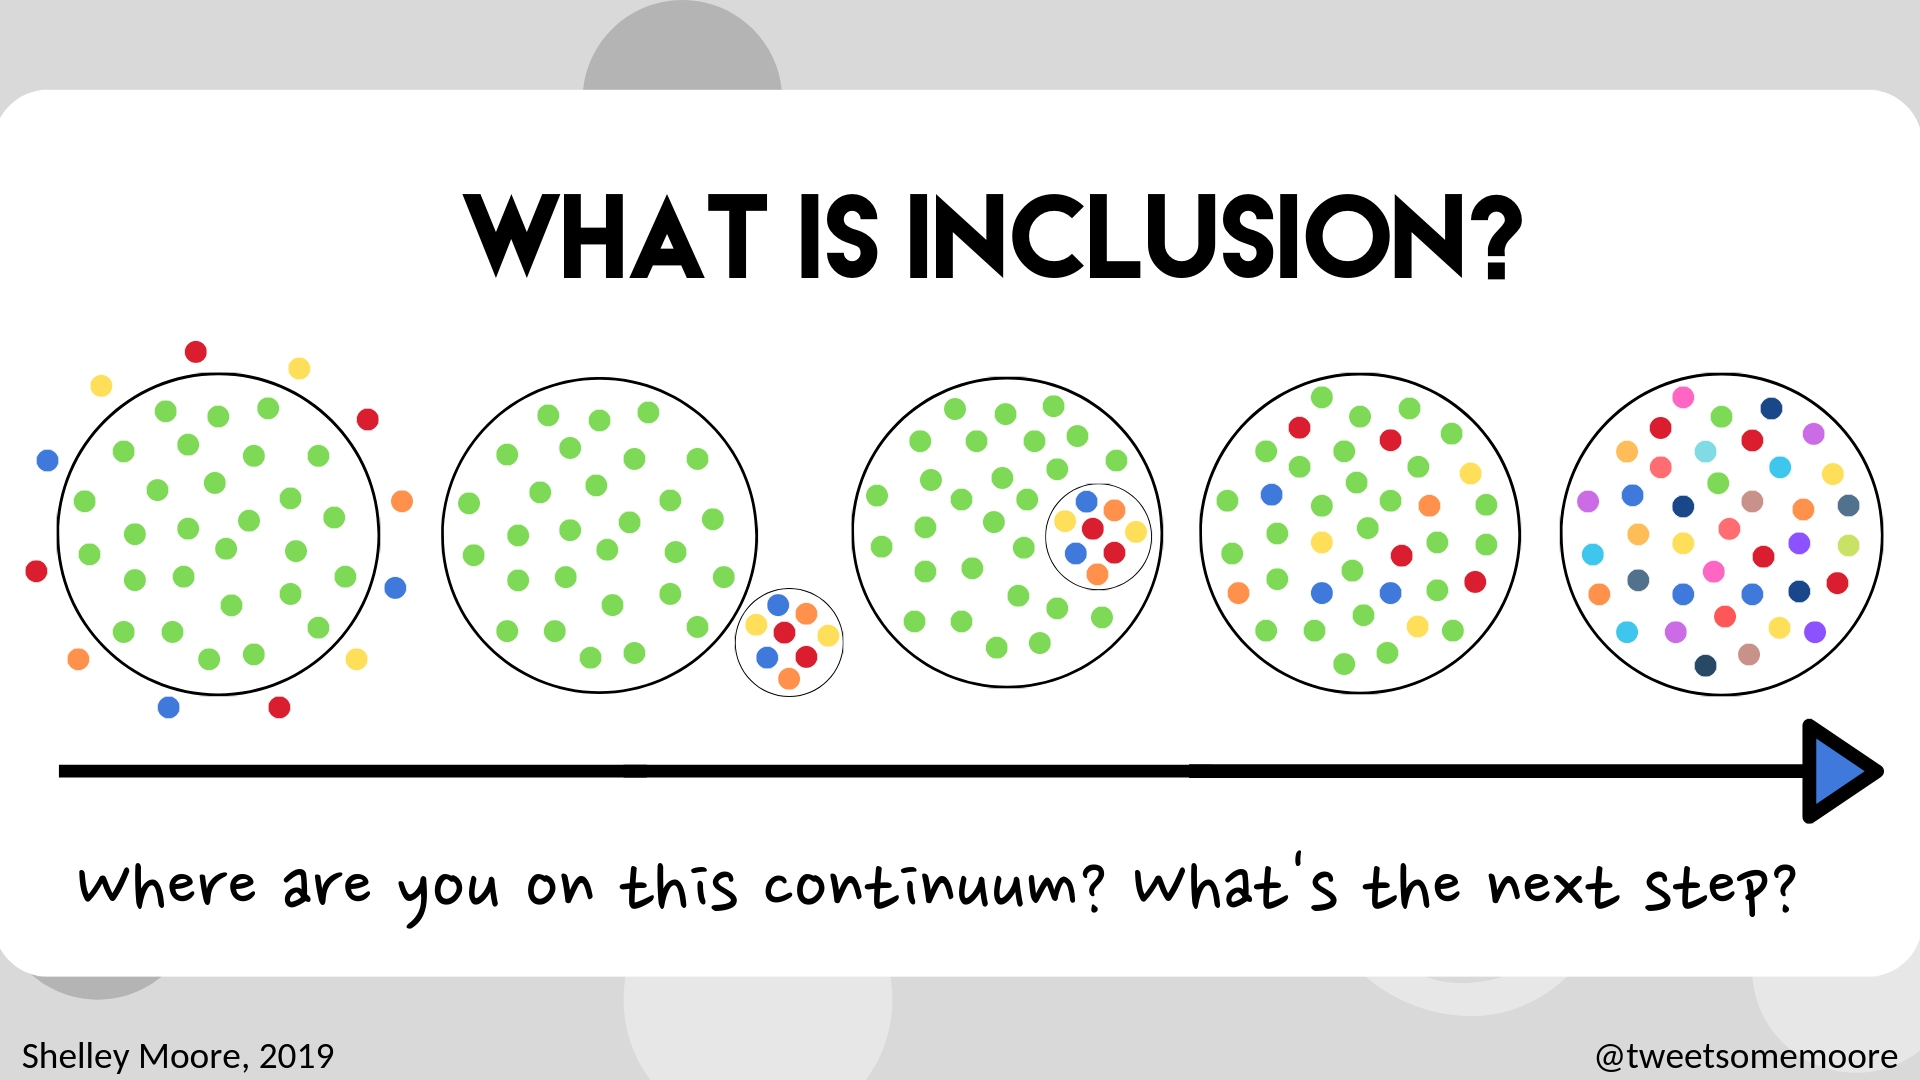 WHAT IS INCLUSION?
Where are you on this continuum? What's the next step?
Shelley Moore, 2019
@tweetsomemoore